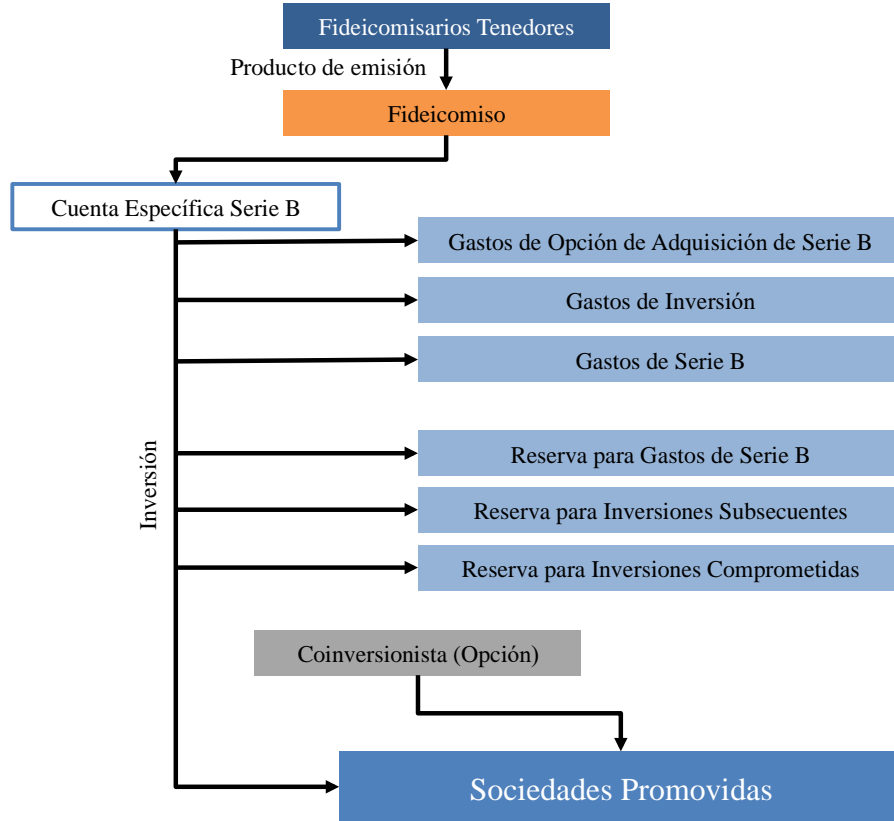 Fideicomisarios Tenedores
Producto de emisión
Fideicomiso
Cuenta Específica Serie B
Gastos de Opción de Adquisición de Serie B
Gastos de Inversión
Gastos de Serie B
Inversión
Reserva para Gastos de Serie B
Reserva para Inversiones Subsecuentes
Reserva para Inversiones Comprometidas
Coinversionista (Opción)
Sociedades Promovidas